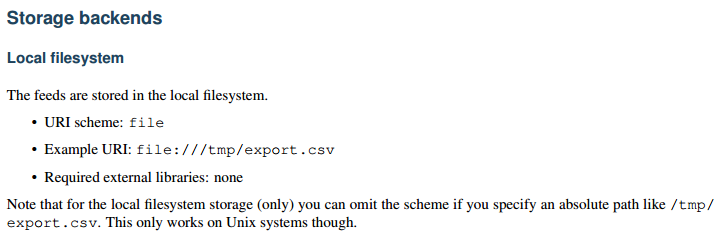 Storage backends
Local filesystem
The feeds are stored in the local filesystem.
• URI scheme: file
• Example URI: file:///tmp/export.csv
• Required external libraries: none
Note that for the local filesystem storage (only) you can omit the scheme if you specify an absolute path like /tmp/
export.csv. This only works on Unix systems though.